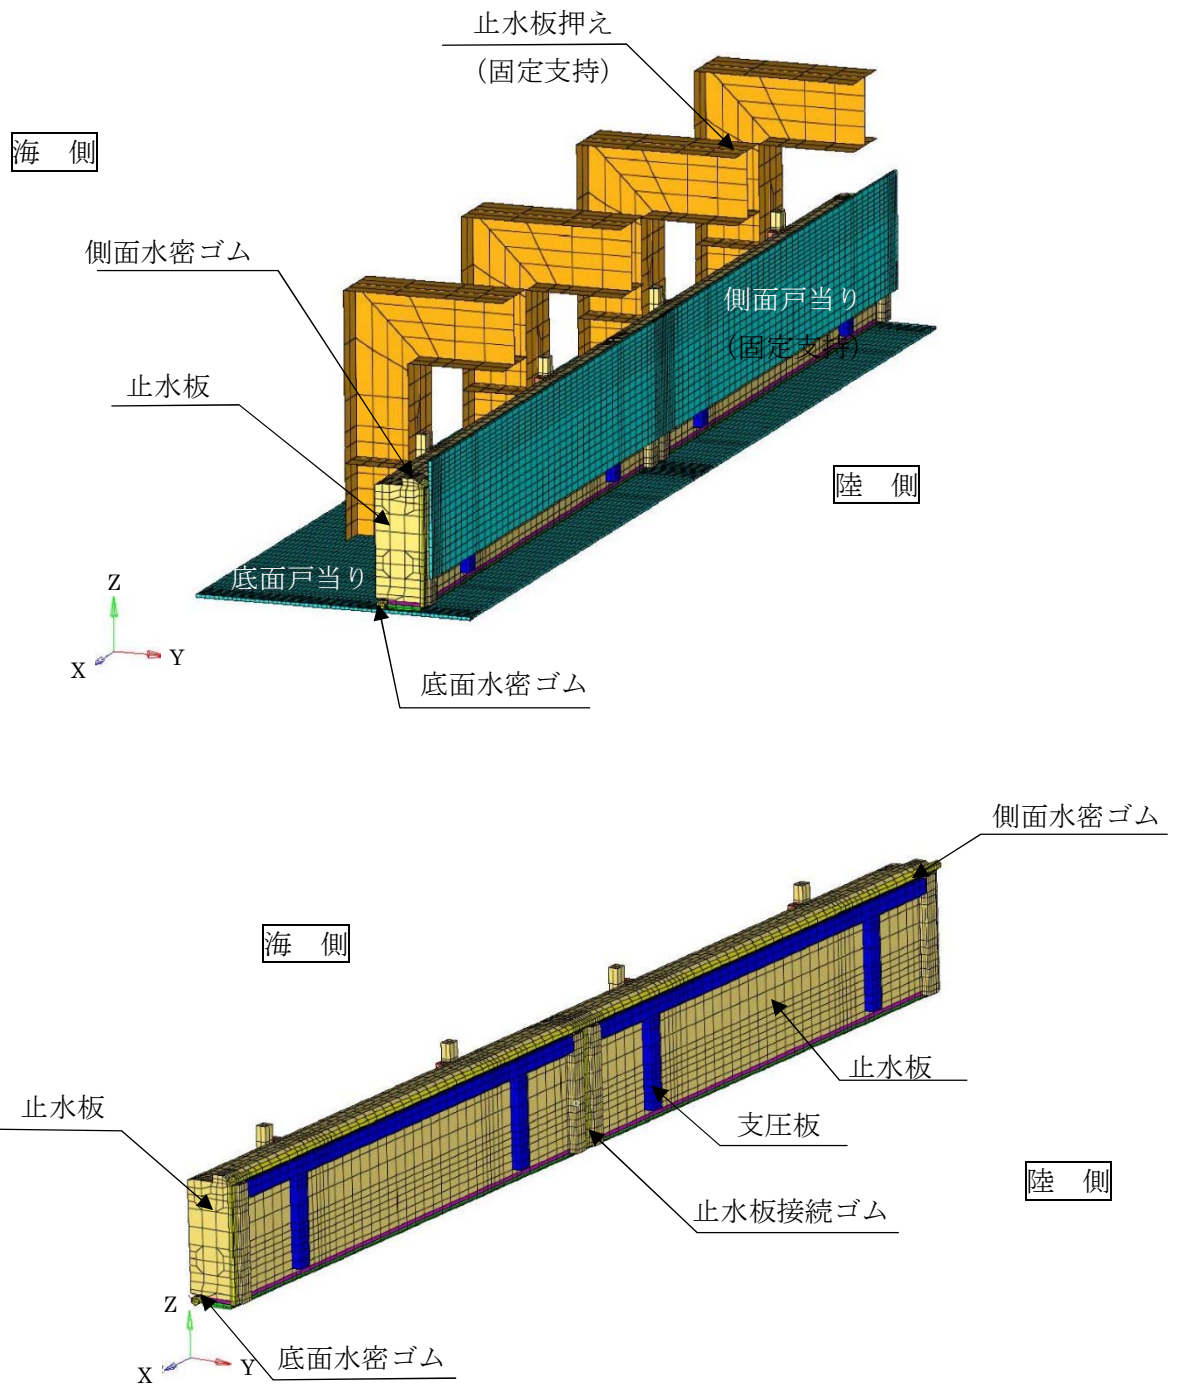 止水板押え
(固定支持)
海　側
側面水密ゴム
側面戸当り
(固定支持)
止水板
陸　側
底面戸当り
Z
X
Y
底面水密ゴム
側面水密ゴム
海　側
止水板
止水板
支圧板
陸　側
止水板接続ゴム
Z
底面水密ゴム
X
Y